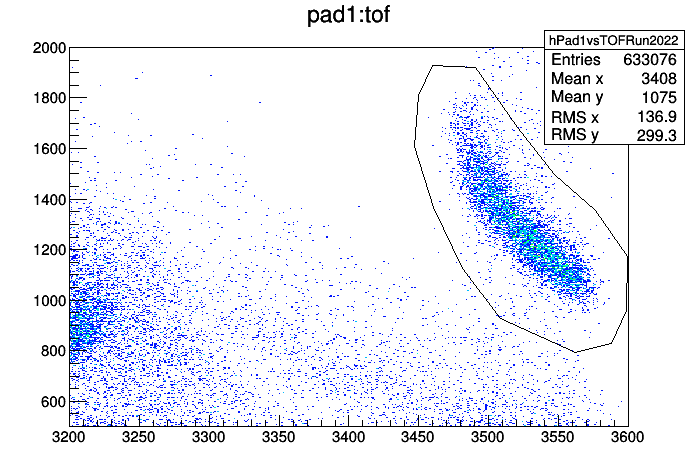 pad1:tof
hPad1vsTOFRun2022
Entries 633076
Mean x 3408
Mean y 1075
RMS x 136.9
RMS y 299.3
2000
1800
1600
1400
1200
1000
800
600
3200 3250 3300 3350 3400 3450 3500 3550 3600